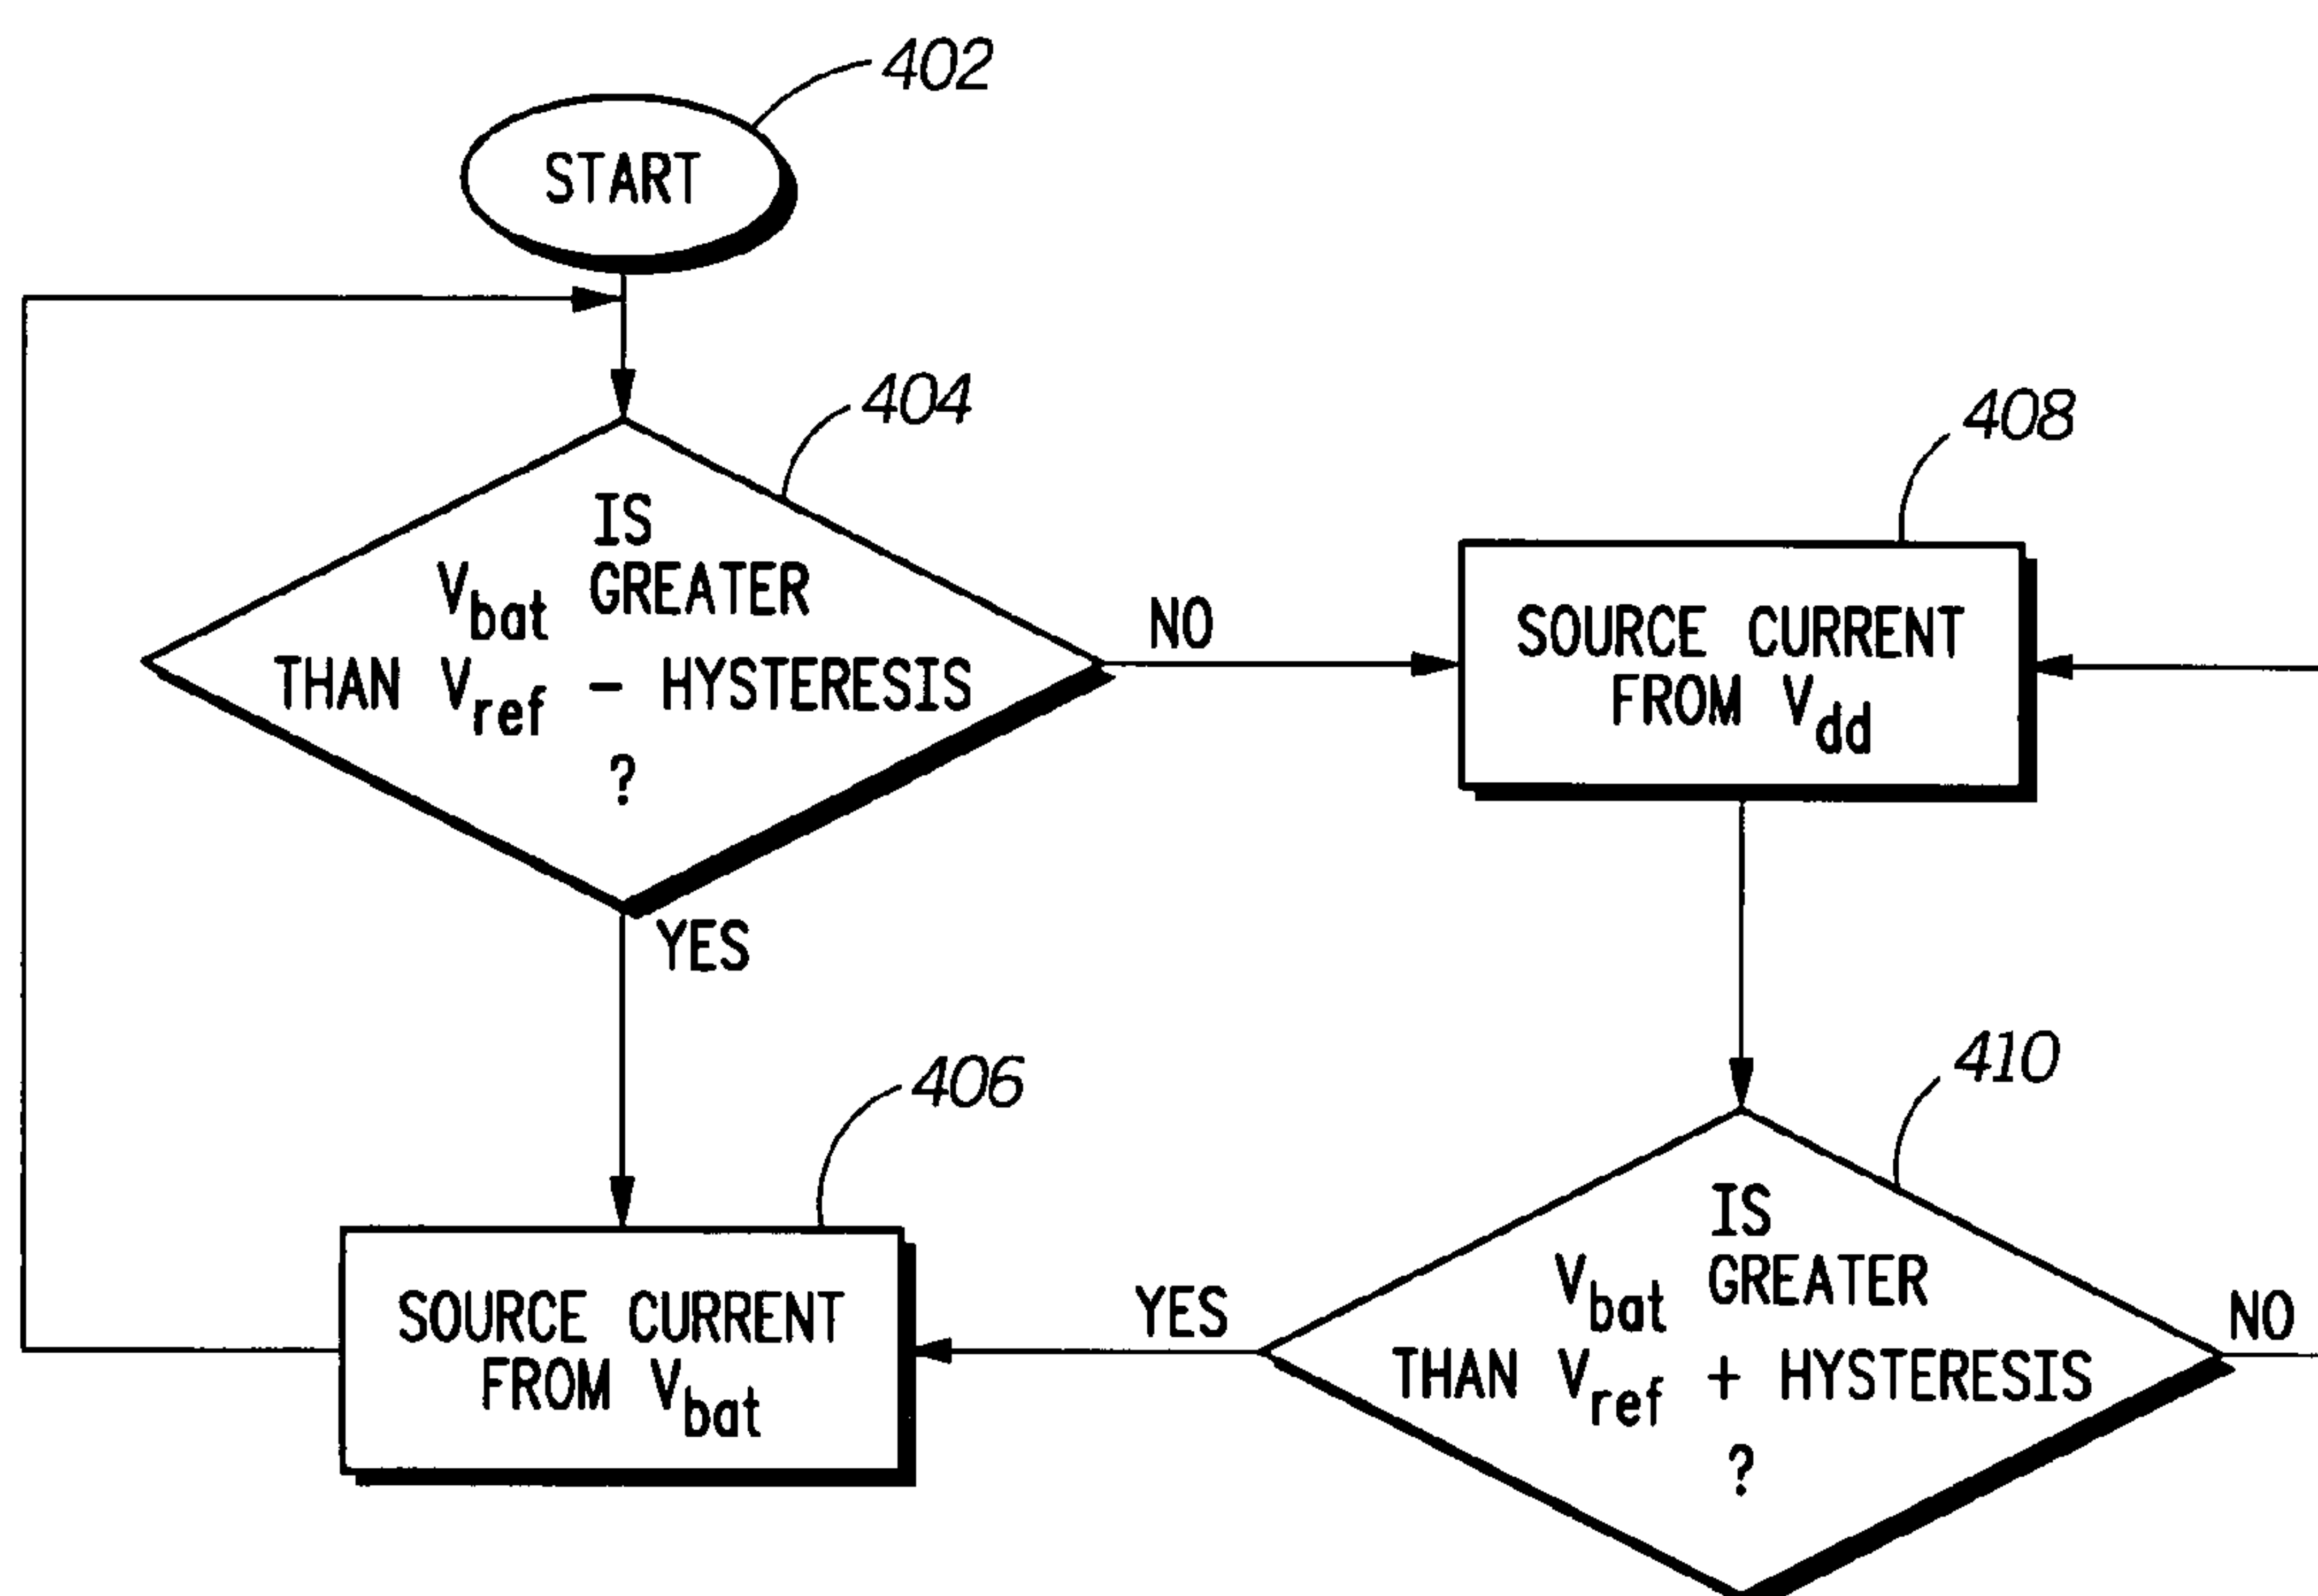 402
START
404
IS
Vbat GREATER
THAN Vref − HYSTERESIS
?
NO
YES
408
SOURCE CURRENT
FROM Vdd
406
SOURCE CURRENT
FROM Vbat
410
IS
Vbat GREATER
THAN Vref + HYSTERESIS
?
YES
NO